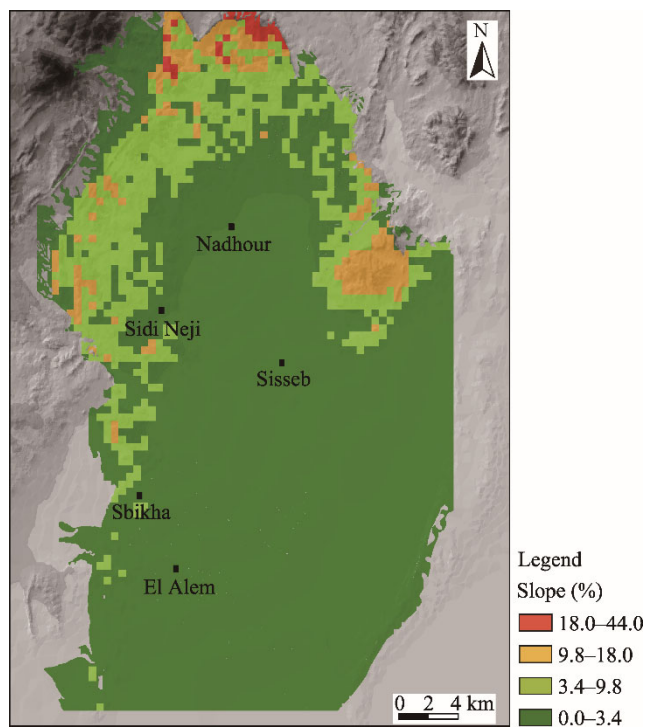 N
Nadhour
Sidi Neji
Sisseb
Sbikha
El Alem
0 2 4 km
Legend
Slope (%)
18.0–44.0
9.8–18.0
3.4–9.8
0.0–3.4